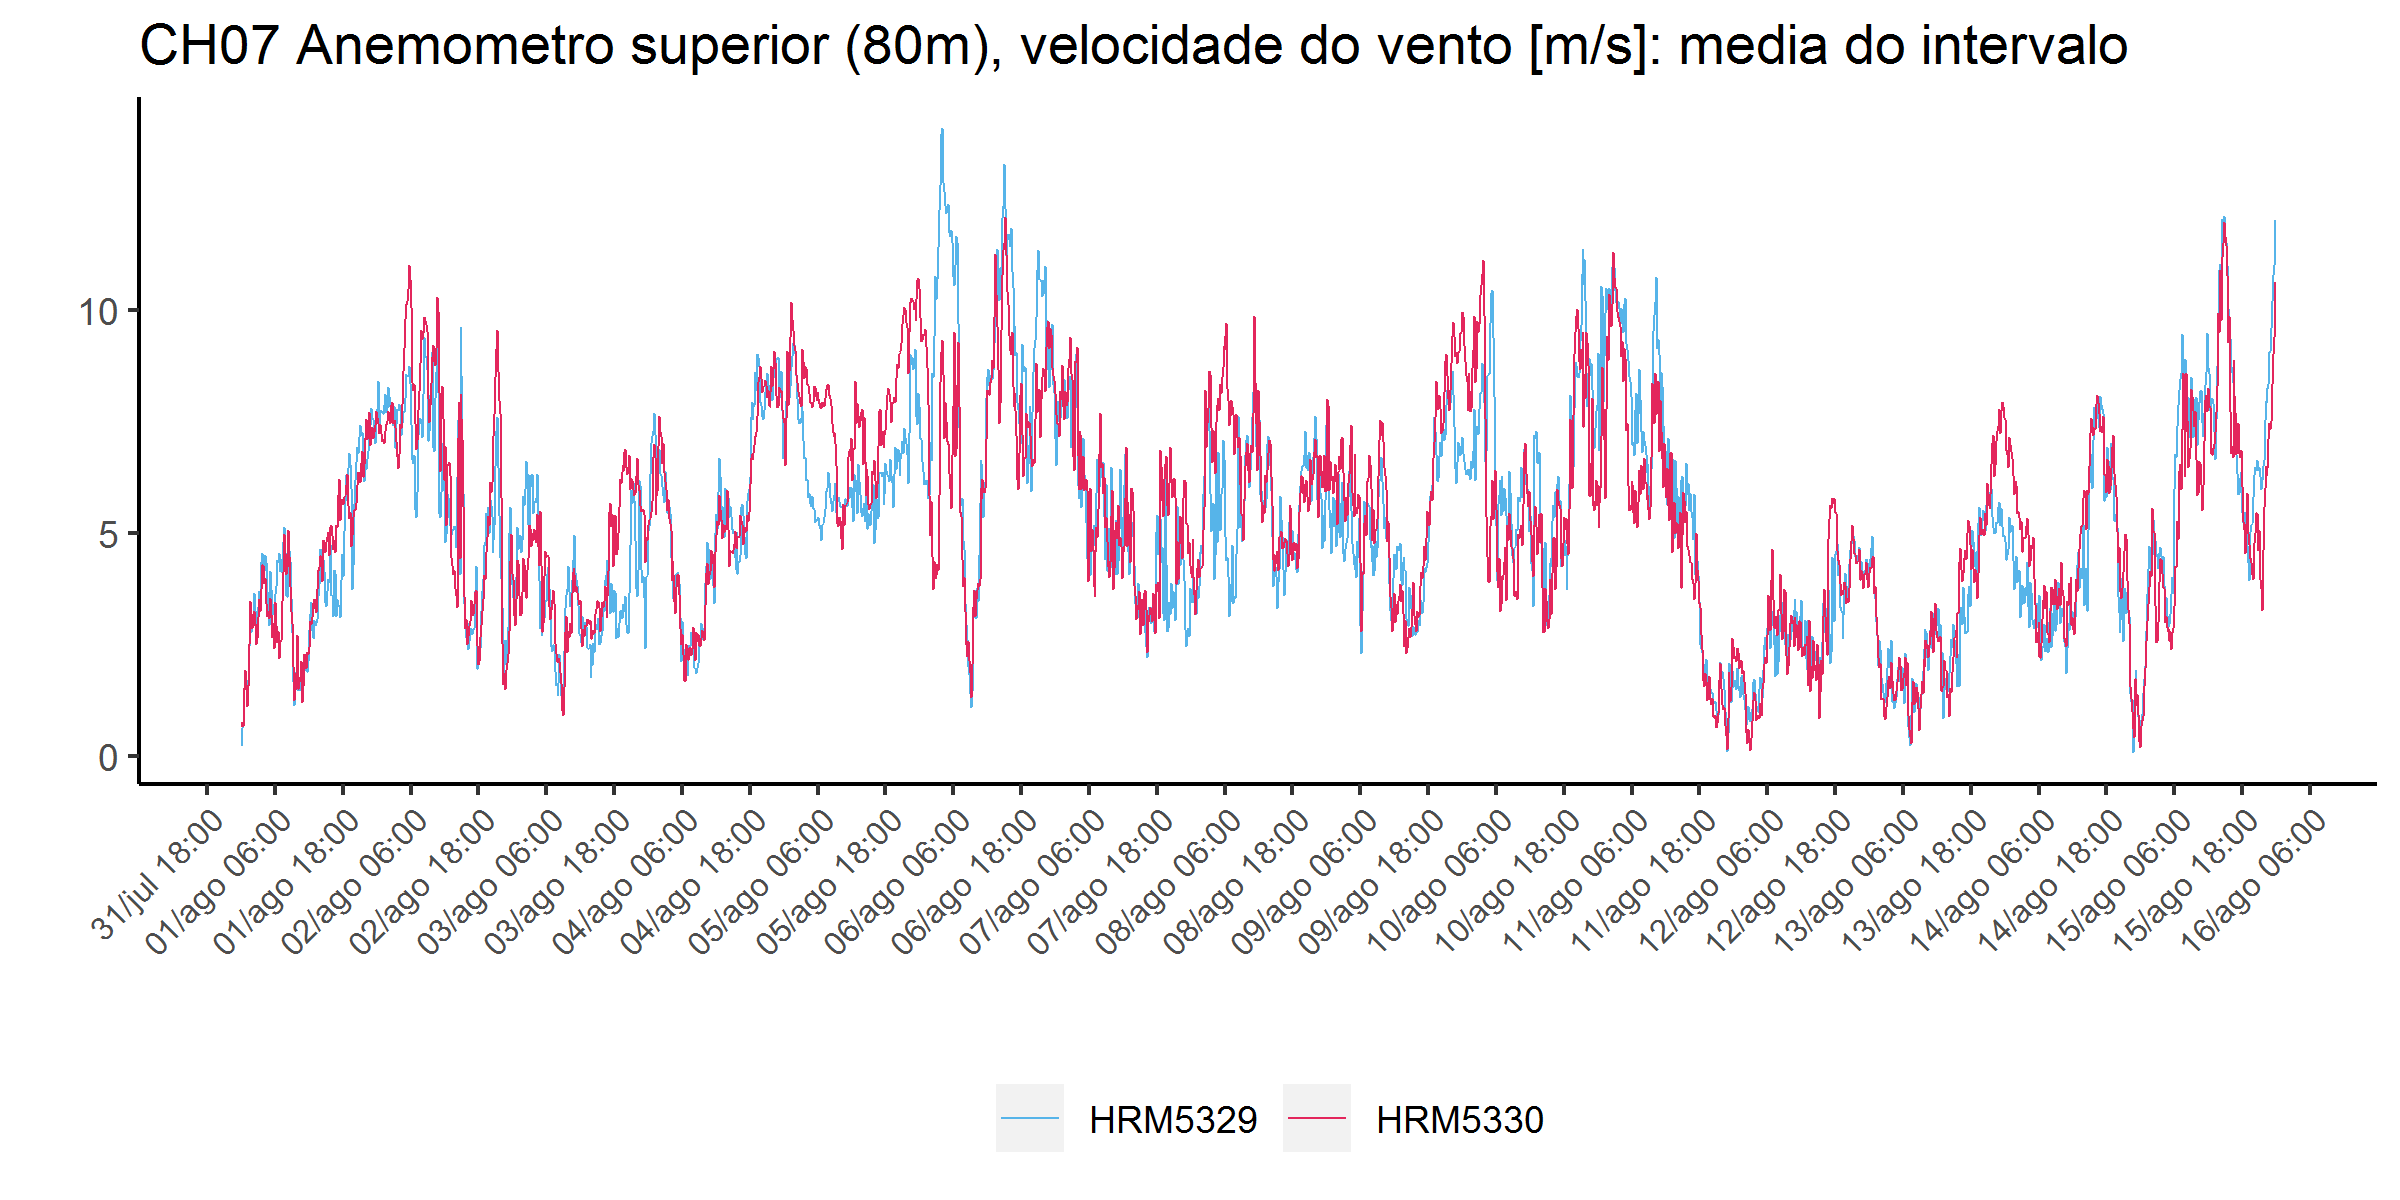 CH07 Anemometro superior (80m), velocidade do vento [m/s]: media do intervalo
10
5
0
31/jul 18:00
01/ago 06:00
01/ago 18:00
02/ago 06:00
02/ago 18:00
03/ago 06:00
03/ago 18:00
04/ago 06:00
04/ago 18:00
05/ago 06:00
05/ago 18:00
06/ago 06:00
06/ago 18:00
07/ago 06:00
07/ago 18:00
08/ago 06:00
08/ago 18:00
09/ago 06:00
09/ago 18:00
10/ago 06:00
10/ago 18:00
11/ago 06:00
11/ago 18:00
12/ago 06:00
12/ago 18:00
13/ago 06:00
13/ago 18:00
14/ago 06:00
14/ago 18:00
15/ago 06:00
15/ago 18:00
16/ago 06:00
HRM5329
HRM5330